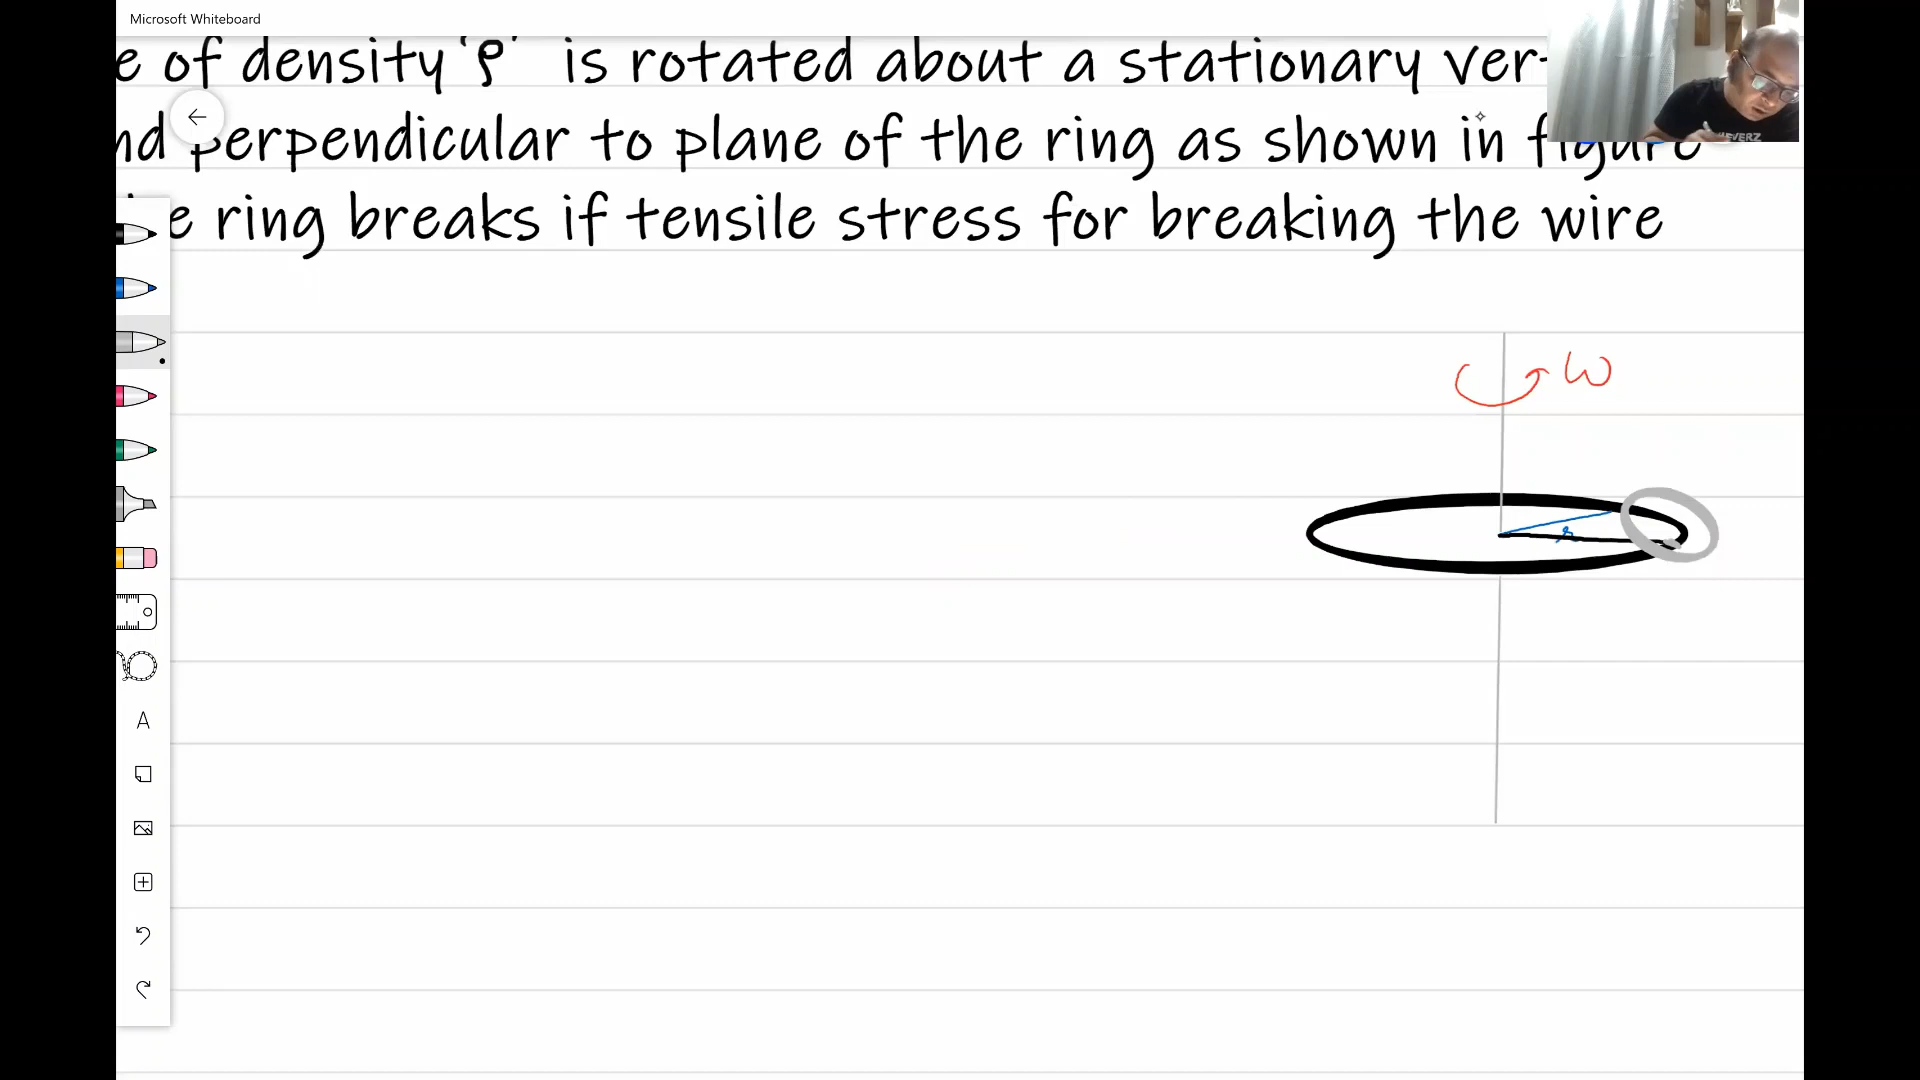 Microsoft Whiteboard
e of density 'ρ' is rotated about a stationary ver
nd perpendicular to plane of the ring as shown in figure
e ring breaks if tensile stress for breaking the wire
ω
r
A